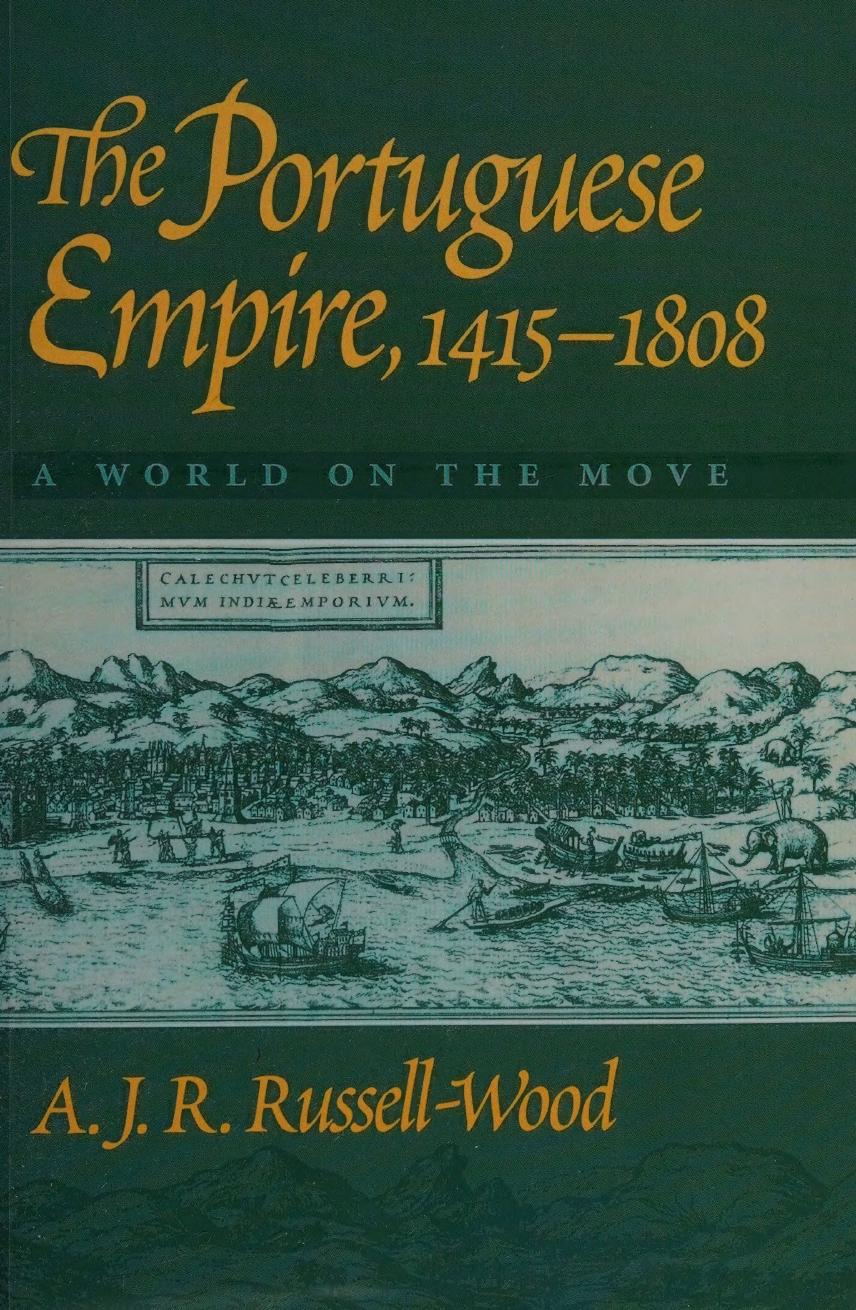 The Portuguese
Empire, 1415–1808
A WORLD ON THE MOVE
CALECHVT CELEBERRI:
MVM INDIÆ EMPORIVM.
A. J. R. Russell-Wood